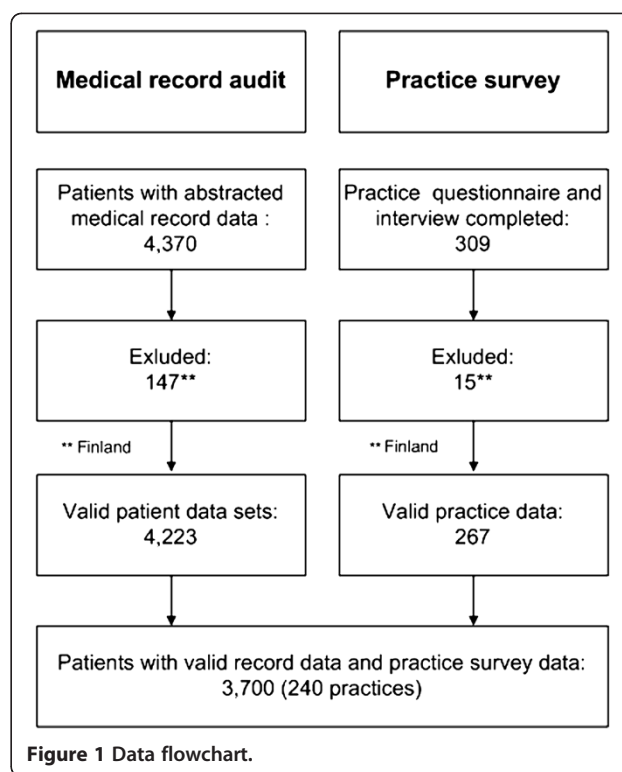 Medical record audit
Practice survey
Patients with abstracted
medical record data :
4,370
Practice questionnaire and
interview completed:
309
Exluded:
147**
Exluded:
15**
** Finland
** Finland
Valid patient data sets:
4,223
Valid practice data:
267
Patients with valid record data and practice survey data:
3,700 (240 practices)
Figure 1 Data flowchart.